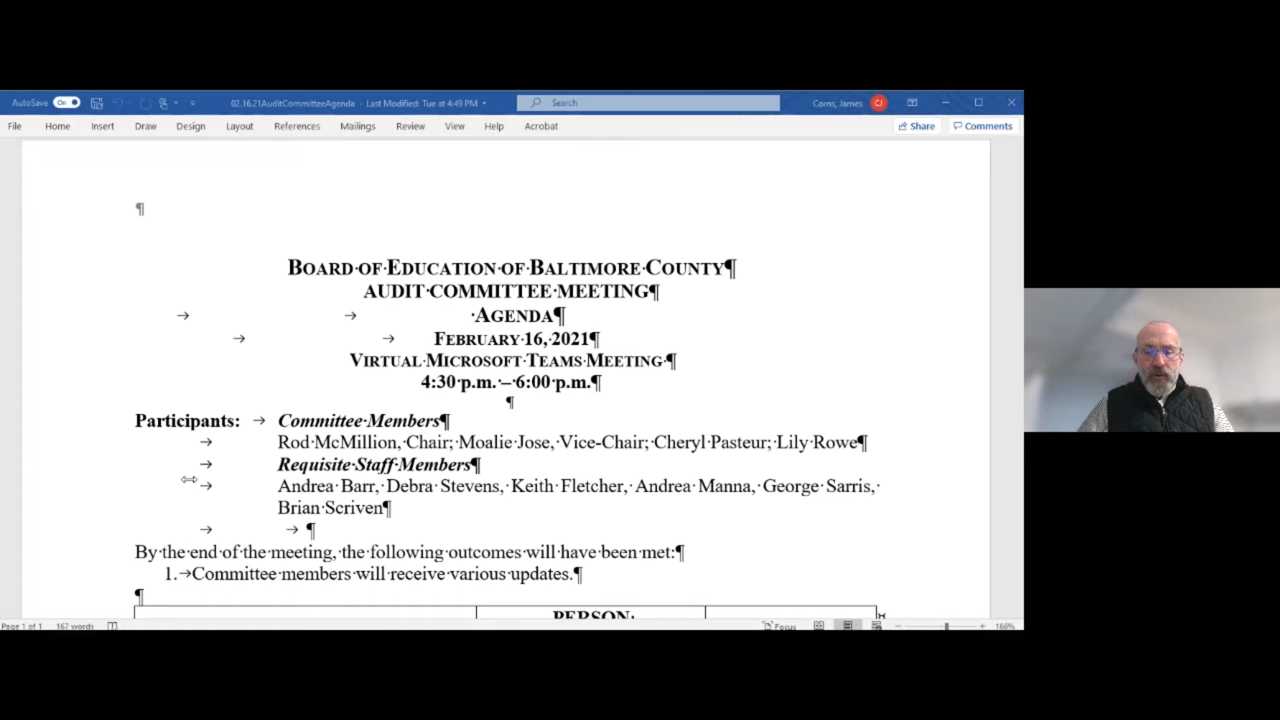 AutoSave On 02.16.21AuditCommitteeAgenda - Last Modified: Tue at 4:49 PM Search Corns, James CJ
File Home Insert Draw Design Layout References Mailings Review View Help Acrobat Share Comments
BOARD OF EDUCATION OF BALTIMORE COUNTY¶
AUDIT COMMITTEE MEETING¶
AGENDA¶
FEBRUARY 16, 2021¶
VIRTUAL MICROSOFT TEAMS MEETING ¶
4:30 p.m. – 6:00 p.m.¶
Participants: Committee Members¶
Rod McMillion, Chair; Moalie Jose, Vice-Chair; Cheryl Pasteur; Lily Rowe¶
Requisite Staff Members¶
Andrea Barr, Debra Stevens, Keith Fletcher, Andrea Manna, George Sarris,
Brian Scriven¶
By the end of the meeting, the following outcomes will have been met:¶
1. Committee members will receive various updates.¶
PERSON
Page 1 of 1 167 words Focus 166%